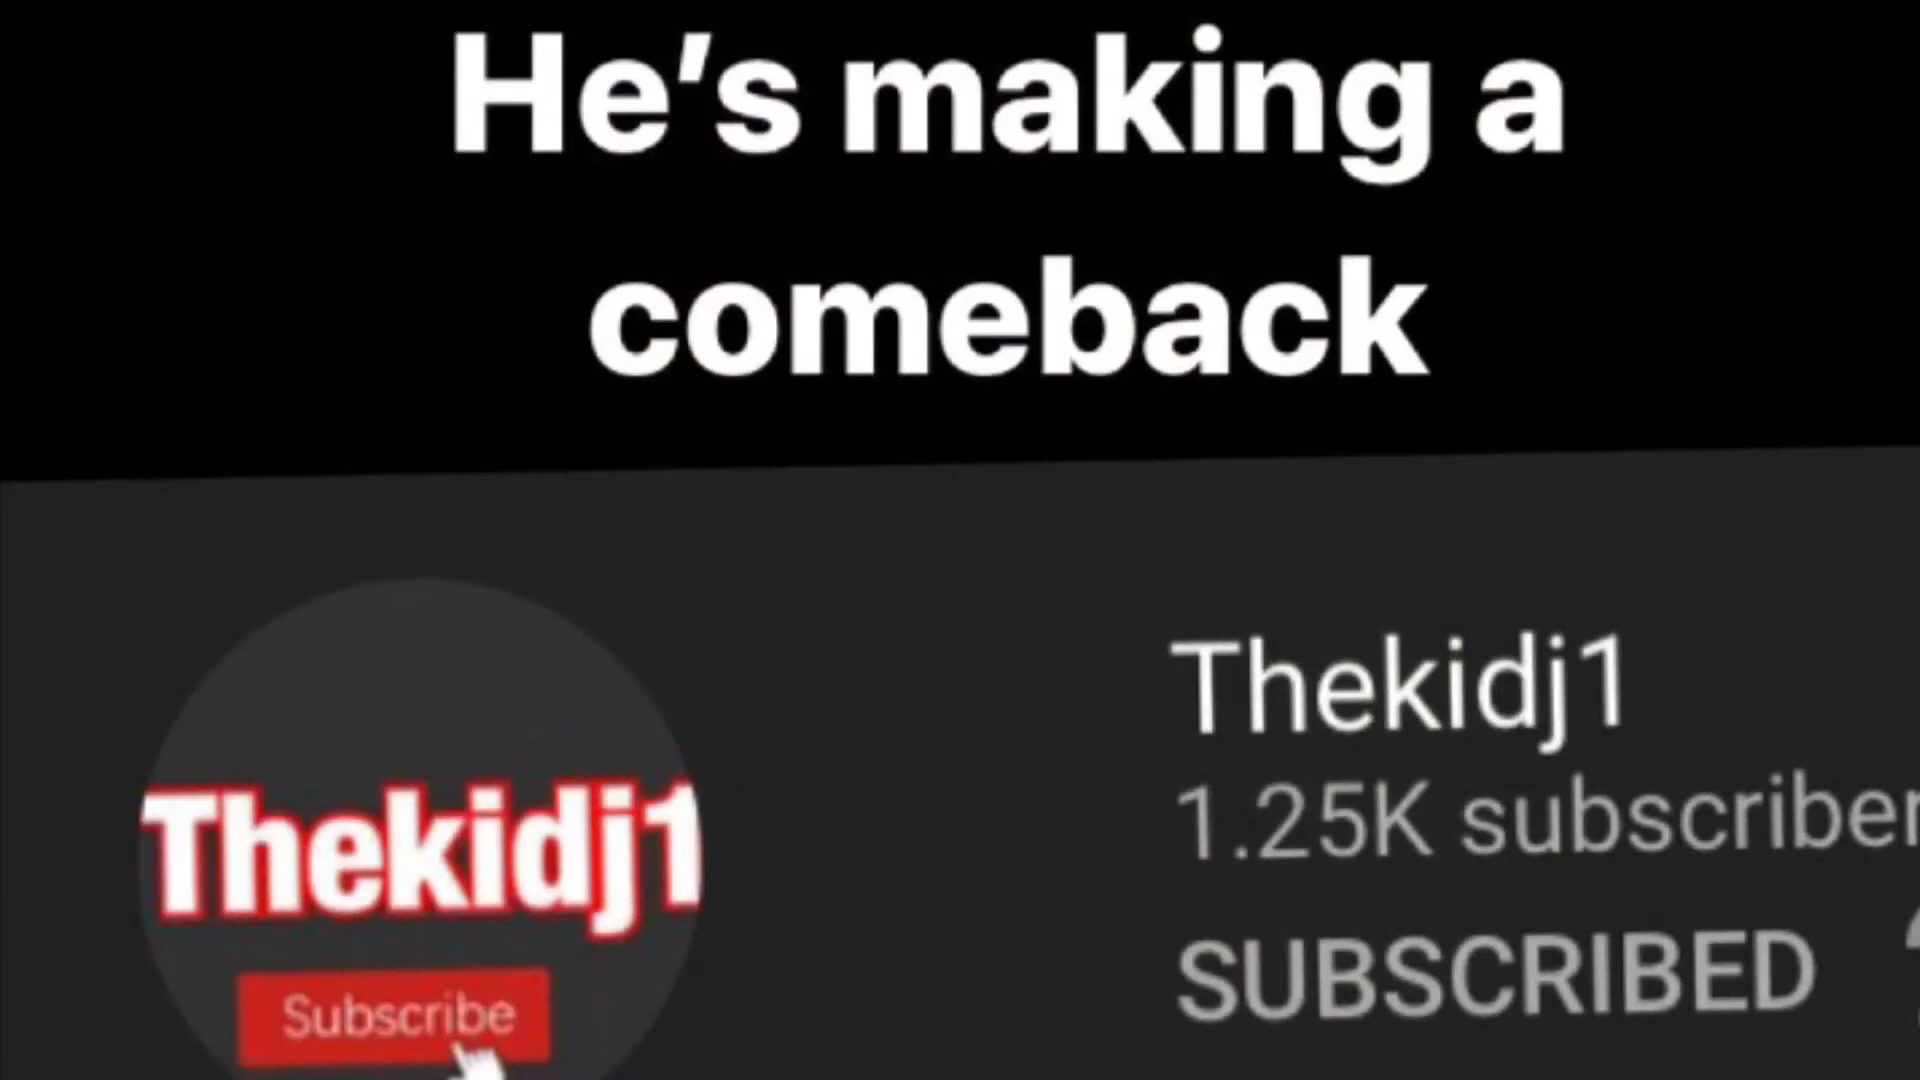 He’s making a
comeback
Thekidj1
Thekidj1
1.25K subscriber
SUBSCRIBED
Subscribe